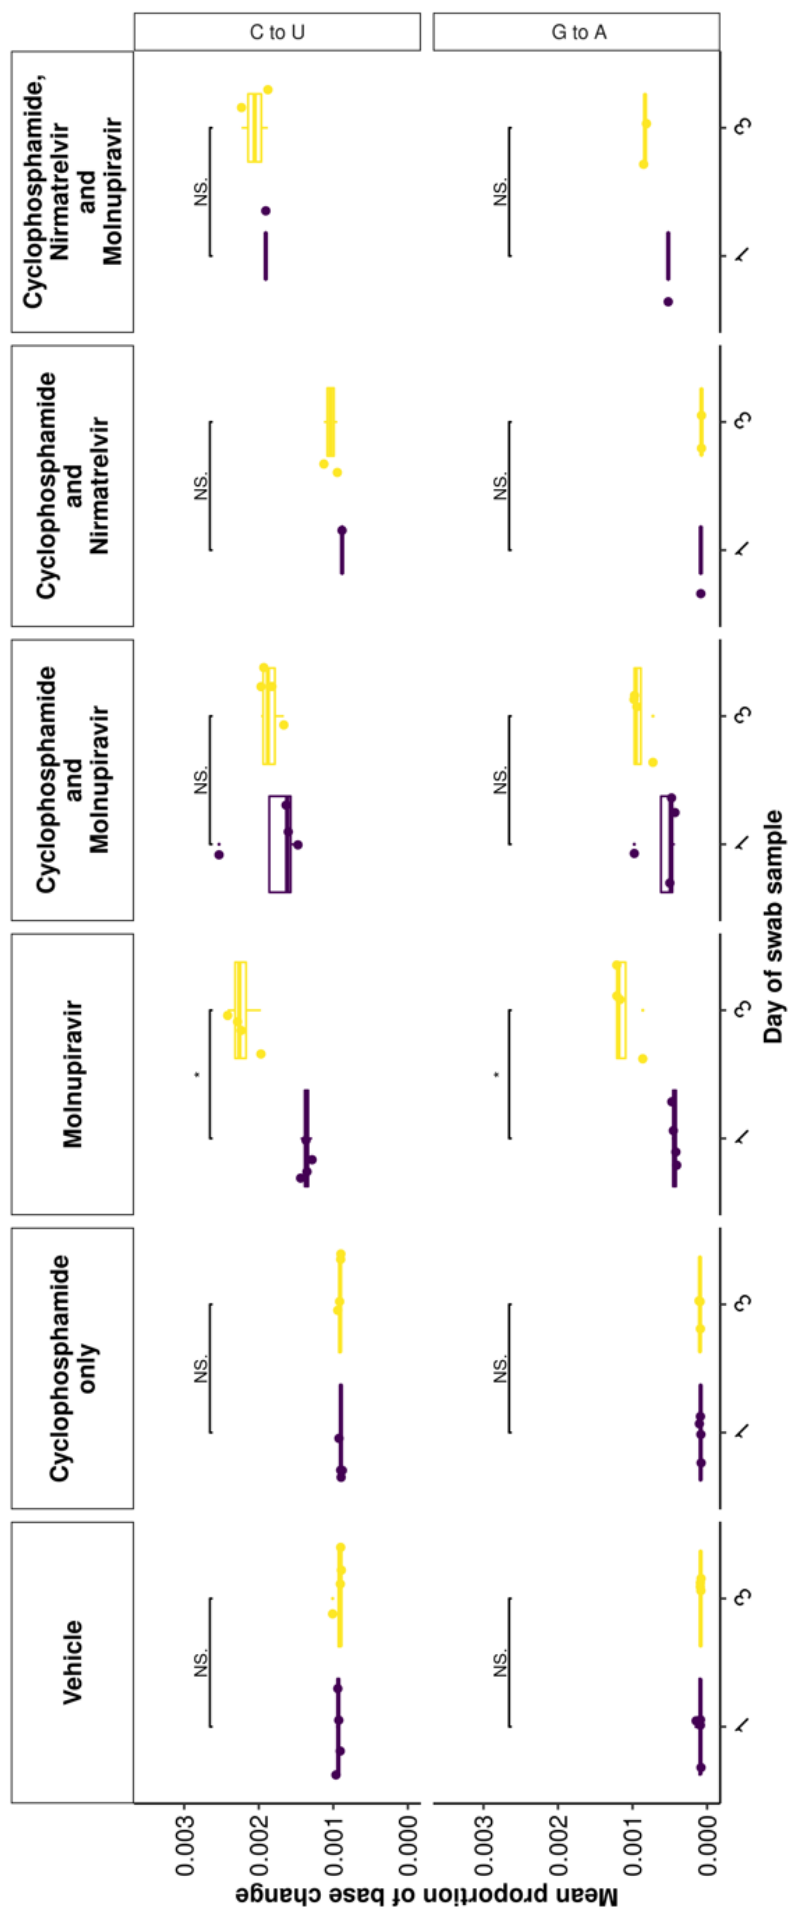 Vehicle
Cyclophosphamide
only
Molnupiravir
Cyclophosphamide
and
Molnupiravir
Cyclophosphamide
and
Nirmatrelvir
Cyclophosphamide,
Nirmatrelvir
and
Molnupiravir
Mean proportion of base change
0.003
NS.
NS.
*
NS.
NS.
NS.
0.002
0.001
0.000
C to U
0.003
NS.
NS.
*
NS.
NS.
NS.
0.002
0.001
0.000
G to A
1
3
1
3
1
3
1
3
1
3
1
3
Day of swab sample